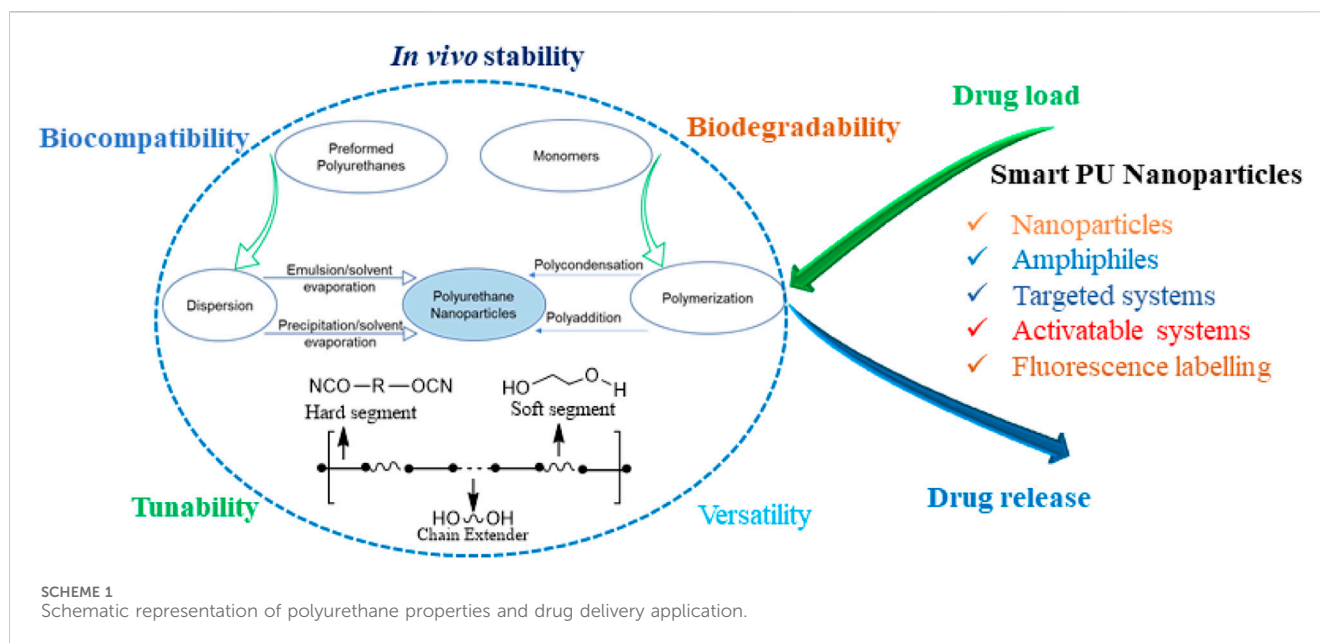 In vivo stability
Biocompatibility
Biodegradability
Preformed
Polyurethanes
Monomers
Dispersion
Emulsion/solvent
evaporation
Precipitation/solvent
evaporation
Polyurethane
Nanoparticles
Polycondensation
Polyaddition
Polymerization
NCO—R—OCN
Hard segment
HO O H
Soft segment
HO OH
Chain Extender
Tunability
Versatility
Drug load
Smart PU Nanoparticles
✓ Nanoparticles
✓ Amphiphiles
✓ Targeted systems
✓ Activatable systems
✓ Fluorescence labelling
Drug release
SCHEME 1
Schematic representation of polyurethane properties and drug delivery application.